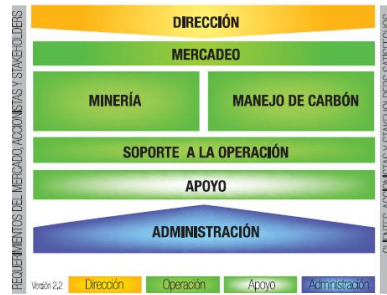 DIRECCIÓN
MERCADEO
MINERÍA
MANEJO DE CARBÓN
SOPORTE A LA OPERACIÓN
APOYO
ADMINISTRACIÓN
REQUERIMIENTOS DEL MERCADO, ACCIONISTAS Y STAKEHOLDERS
Versión 2,2
Dirección
Operación
Apoyo
Administración